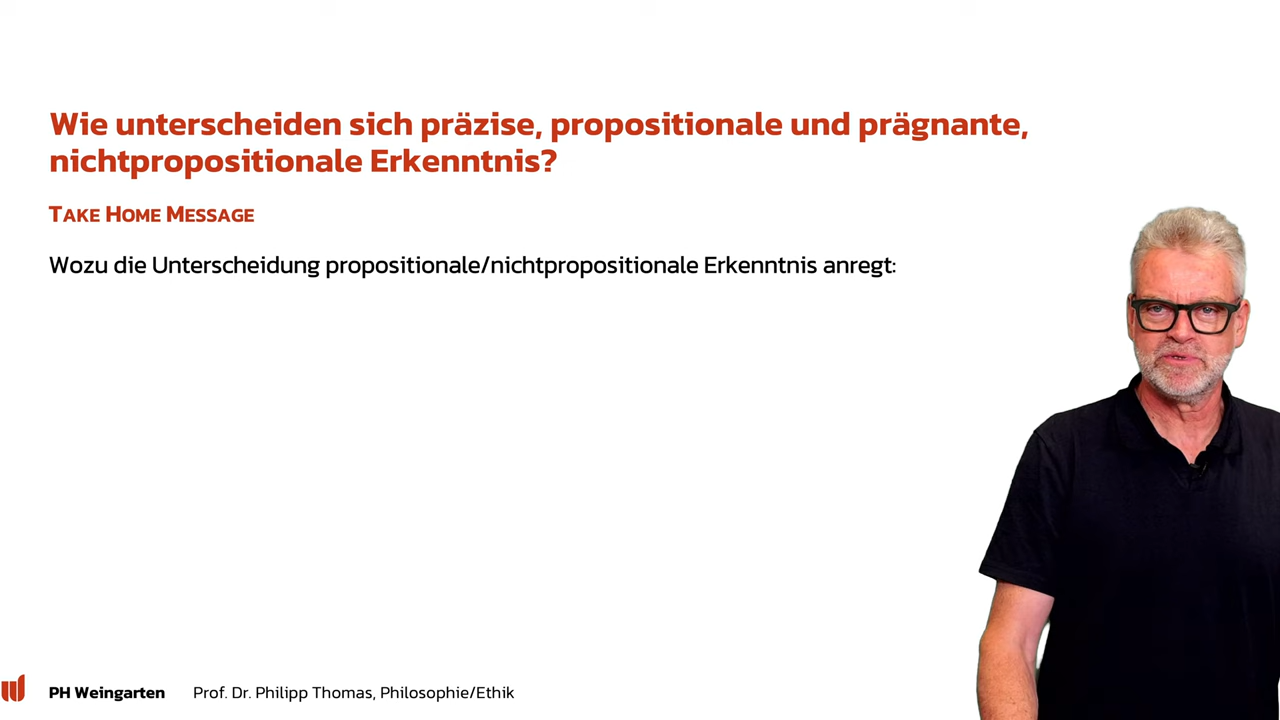 Wie unterscheiden sich präzise, propositionale und prägnante,
nichtpropositionale Erkenntnis?
TAKE HOME MESSAGE
Wozu die Unterscheidung propositionale/nichtpropositionale Erkenntnis anregt:
PH Weingarten Prof. Dr. Philipp Thomas, Philosophie/Ethik